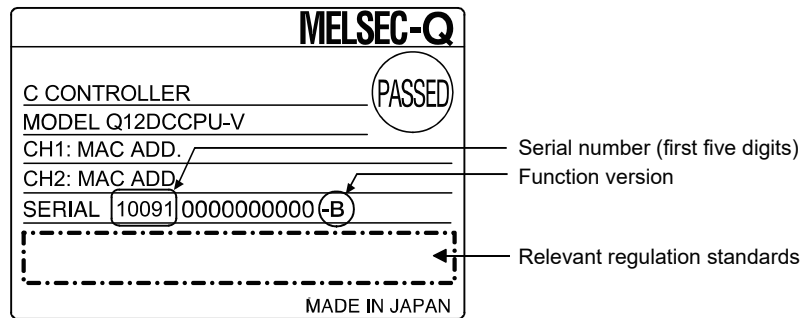 MELSEC-Q
PASSED
C CONTROLLER
MODEL Q12DCCPU-V
CH1: MAC ADD.
CH2: MAC ADD.
SERIAL 10091 0000000000 -B
MADE IN JAPAN
Serial number (first five digits)
Function version
Relevant regulation standards